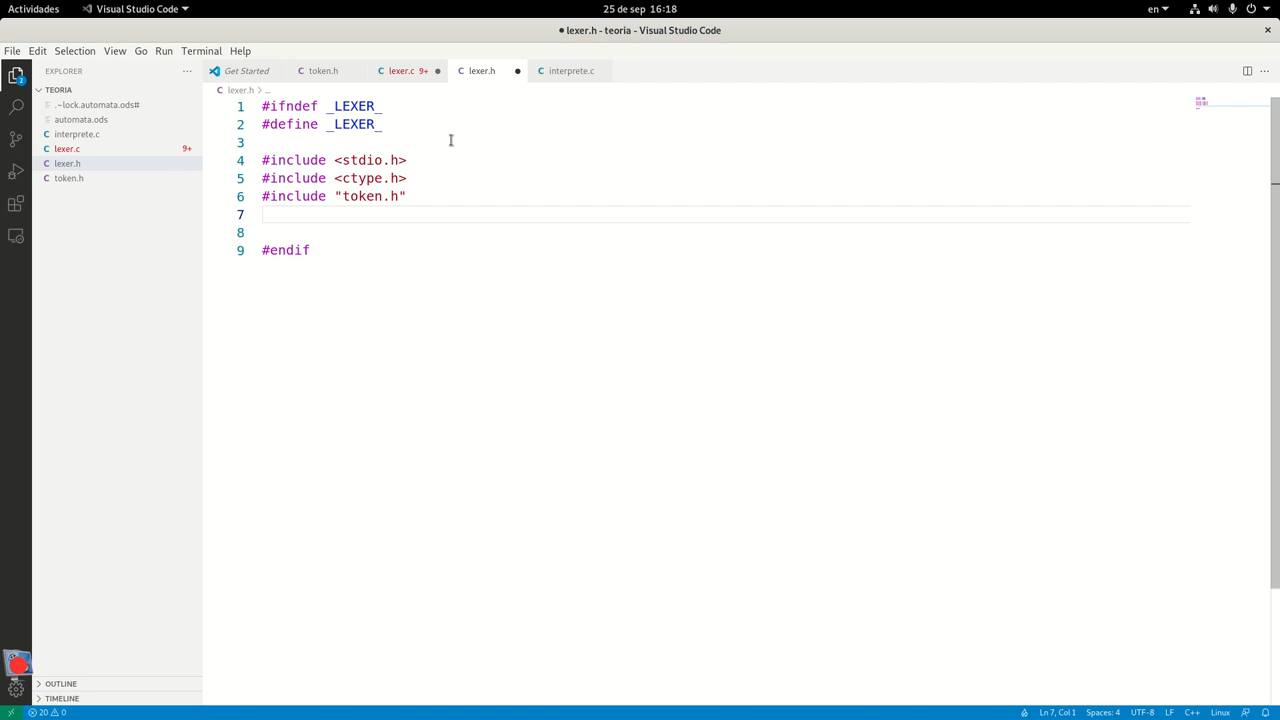 Actividades Visual Studio Code 25 de sep 16:18 en
● lexer.h - teoria - Visual Studio Code
File Edit Selection View Go Run Terminal Help
EXPLORER ··· Get Started C token.h C lexer.c 9+ ● C lexer.h ● C interprete.c ···
TEORIA C lexer.h > ...
.~lock.automata.ods#
automata.ods
C interprete.c
C lexer.c 9+
C lexer.h
C token.h
1 #ifndef _LEXER_
2 #define _LEXER_
3
4 #include <stdio.h>
5 #include <ctype.h>
6 #include "token.h"
7
8
9 #endif
2
OUTLINE
TIMELINE
20 0 Ln 7, Col 1 Spaces: 4 UTF-8 LF C++ Linux